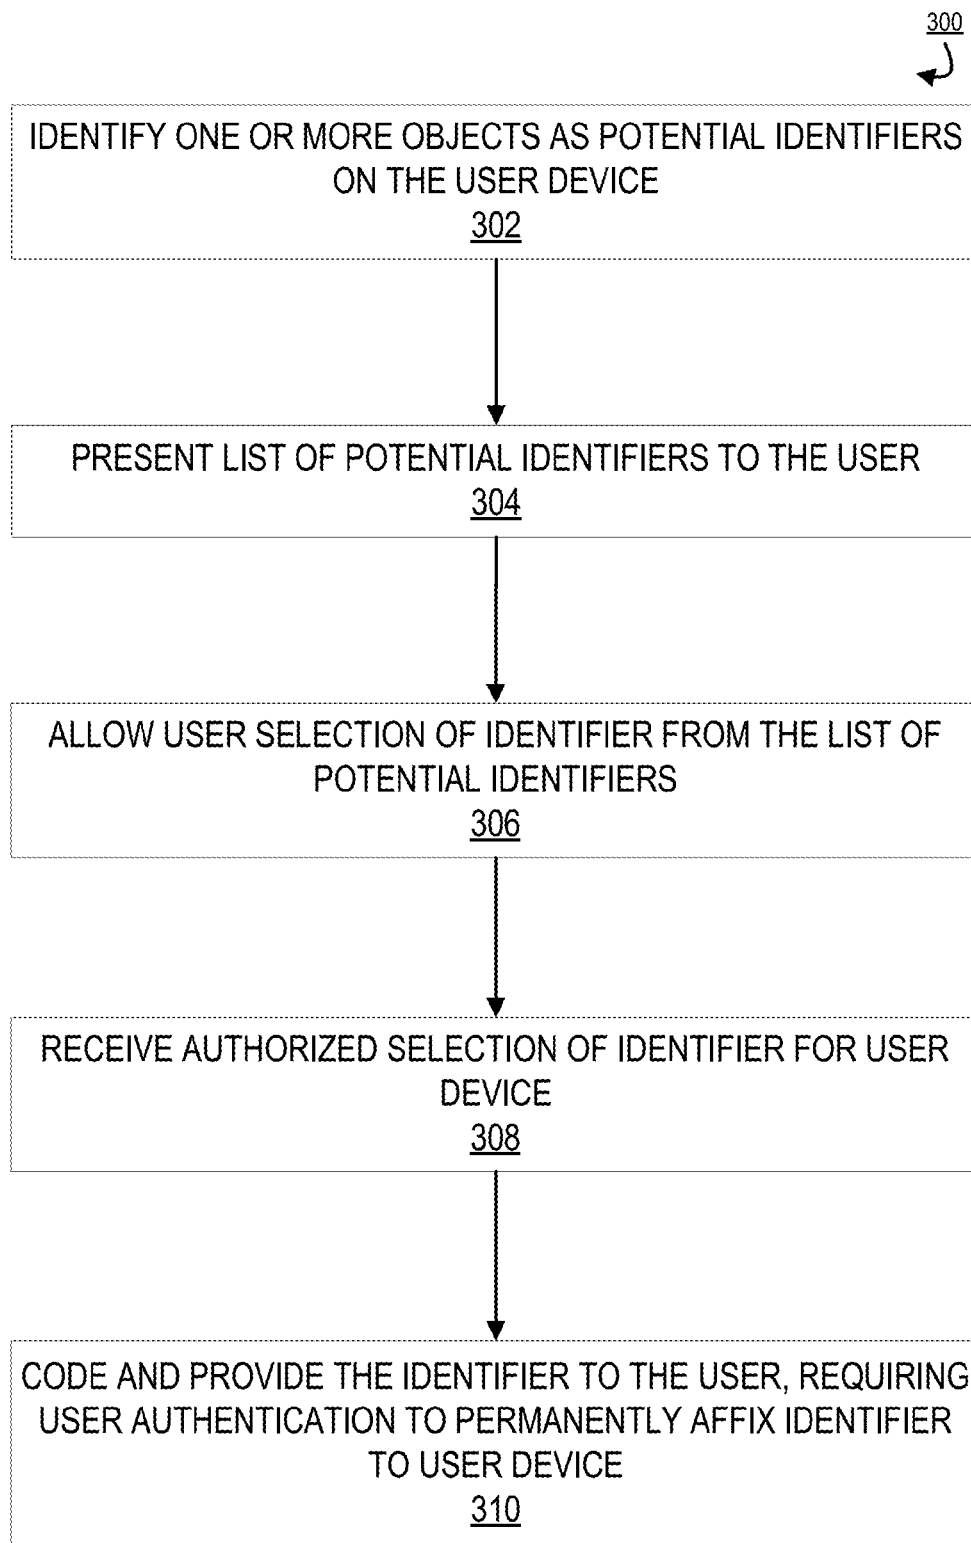 300
IDENTIFY ONE OR MORE OBJECTS AS POTENTIAL IDENTIFIERS
ON THE USER DEVICE
302
PRESENT LIST OF POTENTIAL IDENTIFIERS TO THE USER
304
ALLOW USER SELECTION OF IDENTIFIER FROM THE LIST OF
POTENTIAL IDENTIFIERS
306
RECEIVE AUTHORIZED SELECTION OF IDENTIFIER FOR USER
DEVICE
308
CODE AND PROVIDE THE IDENTIFIER TO THE USER, REQUIRING
USER AUTHENTICATION TO PERMANENTLY AFFIX IDENTIFIER
TO USER DEVICE
310